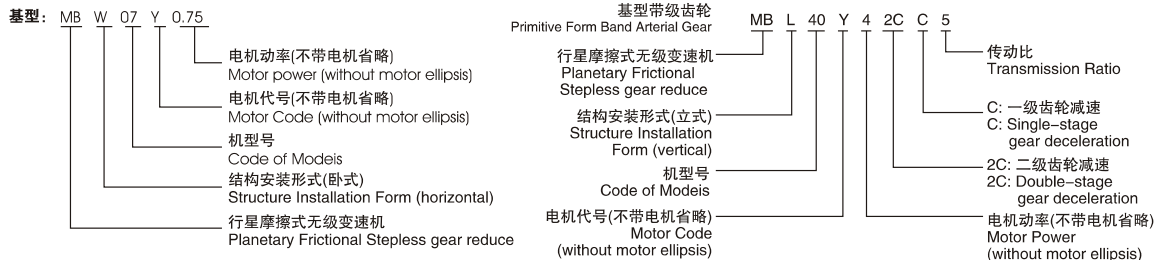 基型: MB W 07 Y 0.75
电机动率(不带电机省略)
Motor power (without motor ellipsis)
电机代号(不带电机省略)
Motor Code (without motor ellipsis)
机型号
Code of Modeis
结构安装形式(卧式)
Structure Installation Form (horizontal)
行星摩擦式无级变速机
Planetary Frictional Stepless gear reduce
基型带级齿轮
Primitive Form Band Arterial Gear
MB L 40 Y 4 2C C 5
行星摩擦式无级变速机
Planetary Frictional
Stepless gear reduce
结构安装形式(立式)
Structure Installation
Form (vertical)
机型号
Code of Modeis
电机代号(不带电机省略)
Motor Code
(without motor ellipsis)
传动比
Transmission Ratio
C: 一级齿轮减速
C: Single-stage
gear deceleration
2C: 二级齿轮减速
2C: Double-stage
gear deceleration
电机动率(不带电机省略)
Motor Power
(without motor ellipsis)